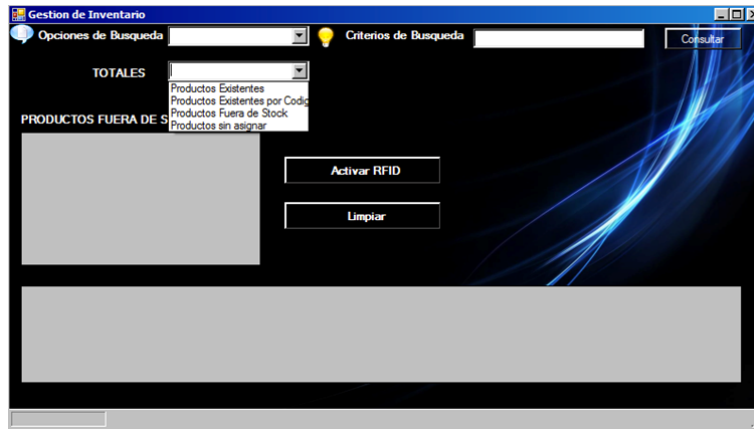 Gestion de Inventario
Opciones de Busqueda
Criterios de Busqueda
Consultar
TOTALES
Productos Existentes
Productos Existentes por Codig
Productos Fuera de Stock
Productos sin asignar
PRODUCTOS FUERA DE S
Activar RFID
Limpiar